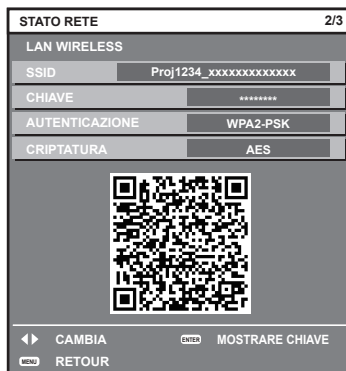 STATO RETE 2/3
LAN WIRELESS
SSID Proj1234_xxxxxxxxxxxxx
CHIAVE ********
AUTENTICAZIONE WPA2-PSK
CRIPTATURA AES
CAMBIA ENTER MOSTRARE CHIAVE
MENU RETOUR